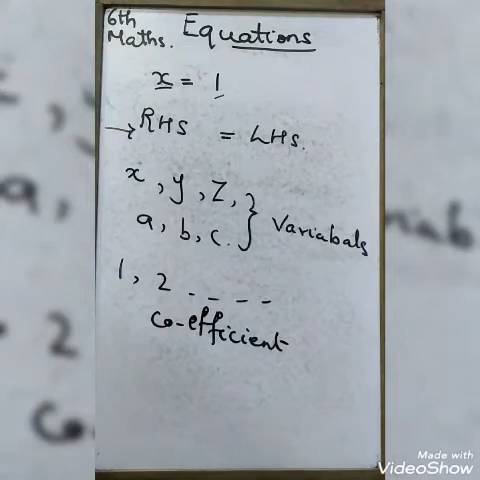 6th
Maths.
Equations
x = 1
→ RHS = LHS.
x, y, Z,
a, b, c. } Variabals
1, 2 - - - -
Co-efficient
Made with
VideoShow